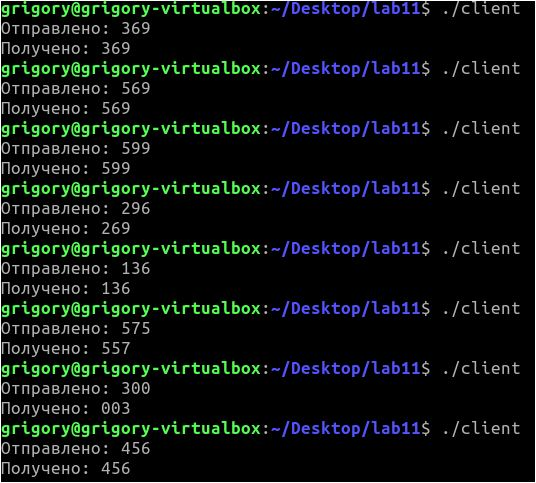 grigory@grigory-virtualbox:~/Desktop/lab11$ ./client
Отправлено: 369
Получено: 369
grigory@grigory-virtualbox:~/Desktop/lab11$ ./client
Отправлено: 569
Получено: 569
grigory@grigory-virtualbox:~/Desktop/lab11$ ./client
Отправлено: 599
Получено: 599
grigory@grigory-virtualbox:~/Desktop/lab11$ ./client
Отправлено: 296
Получено: 269
grigory@grigory-virtualbox:~/Desktop/lab11$ ./client
Отправлено: 136
Получено: 136
grigory@grigory-virtualbox:~/Desktop/lab11$ ./client
Отправлено: 575
Получено: 557
grigory@grigory-virtualbox:~/Desktop/lab11$ ./client
Отправлено: 300
Получено: 003
grigory@grigory-virtualbox:~/Desktop/lab11$ ./client
Отправлено: 456
Получено: 456